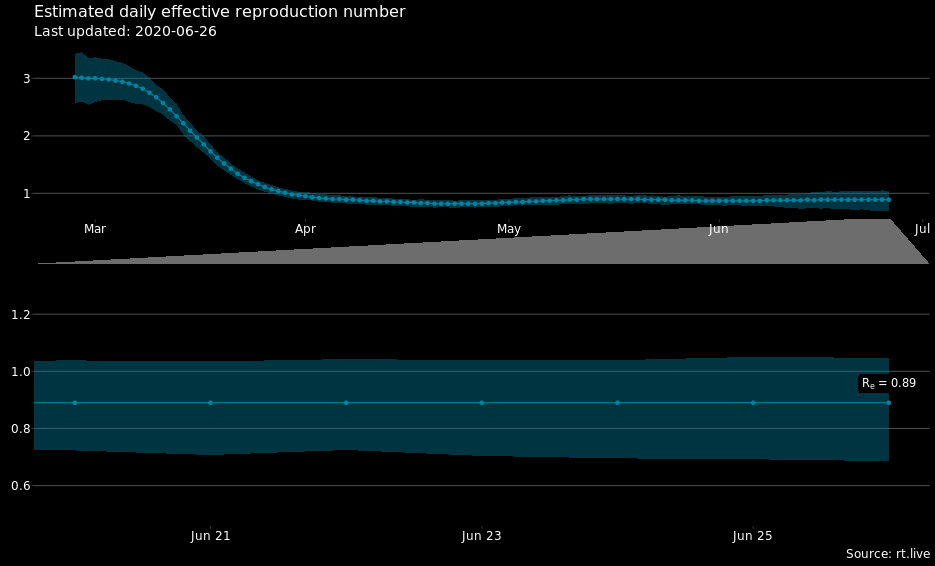 Estimated daily effective reproduction number
Last updated: 2020-06-26
3
2
1
Mar Apr May Jun Jul
1.2
1.0
Re = 0.89
0.8
0.6
Jun 21 Jun 23 Jun 25
Source: rt.live